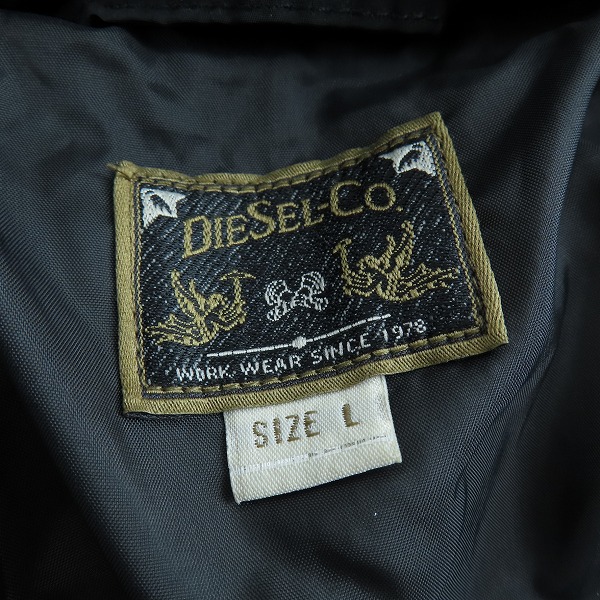 DIESEL-CO.
WORK WEAR SINCE 1978
SIZE L